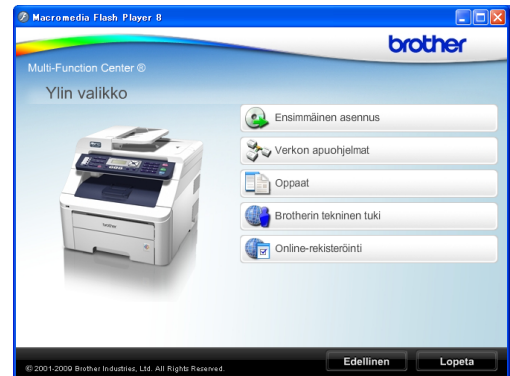 Macromedia Flash Player 8
brother
Multi-Function Center ®
Ylin valikko
Ensimmäinen asennus
Verkon apuohjelmat
Oppaat
Brotherin tekninen tuki
Online-rekisteröinti
brother
© 2001-2009 Brother Industries, Ltd. All Rights Reserved.
Edellinen
Lopeta